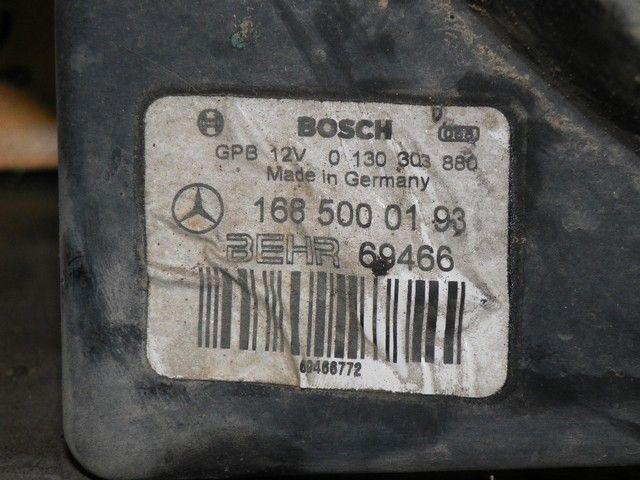 BOSCH
GPB 12V 0 130 303 880
Made in Germany
168 500 01 93
BEHR 69466
69466772